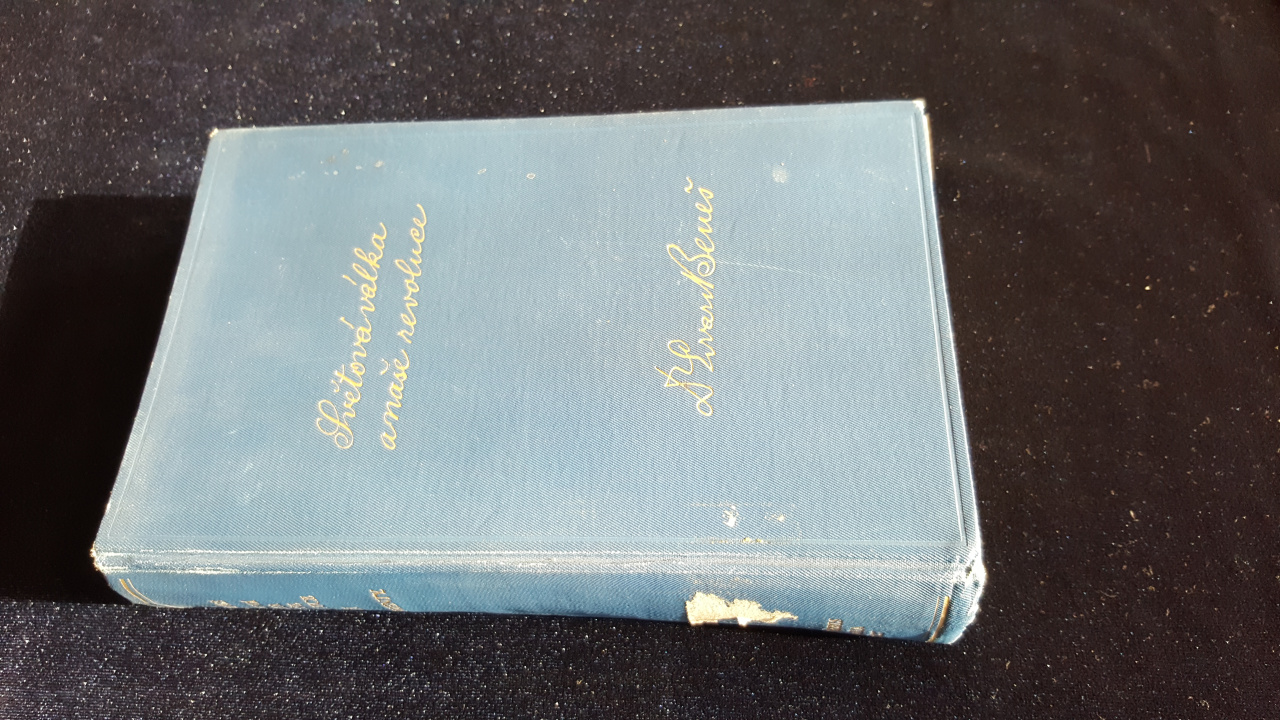 Světová válka
a naše revoluce
Dr Edvard Beneš